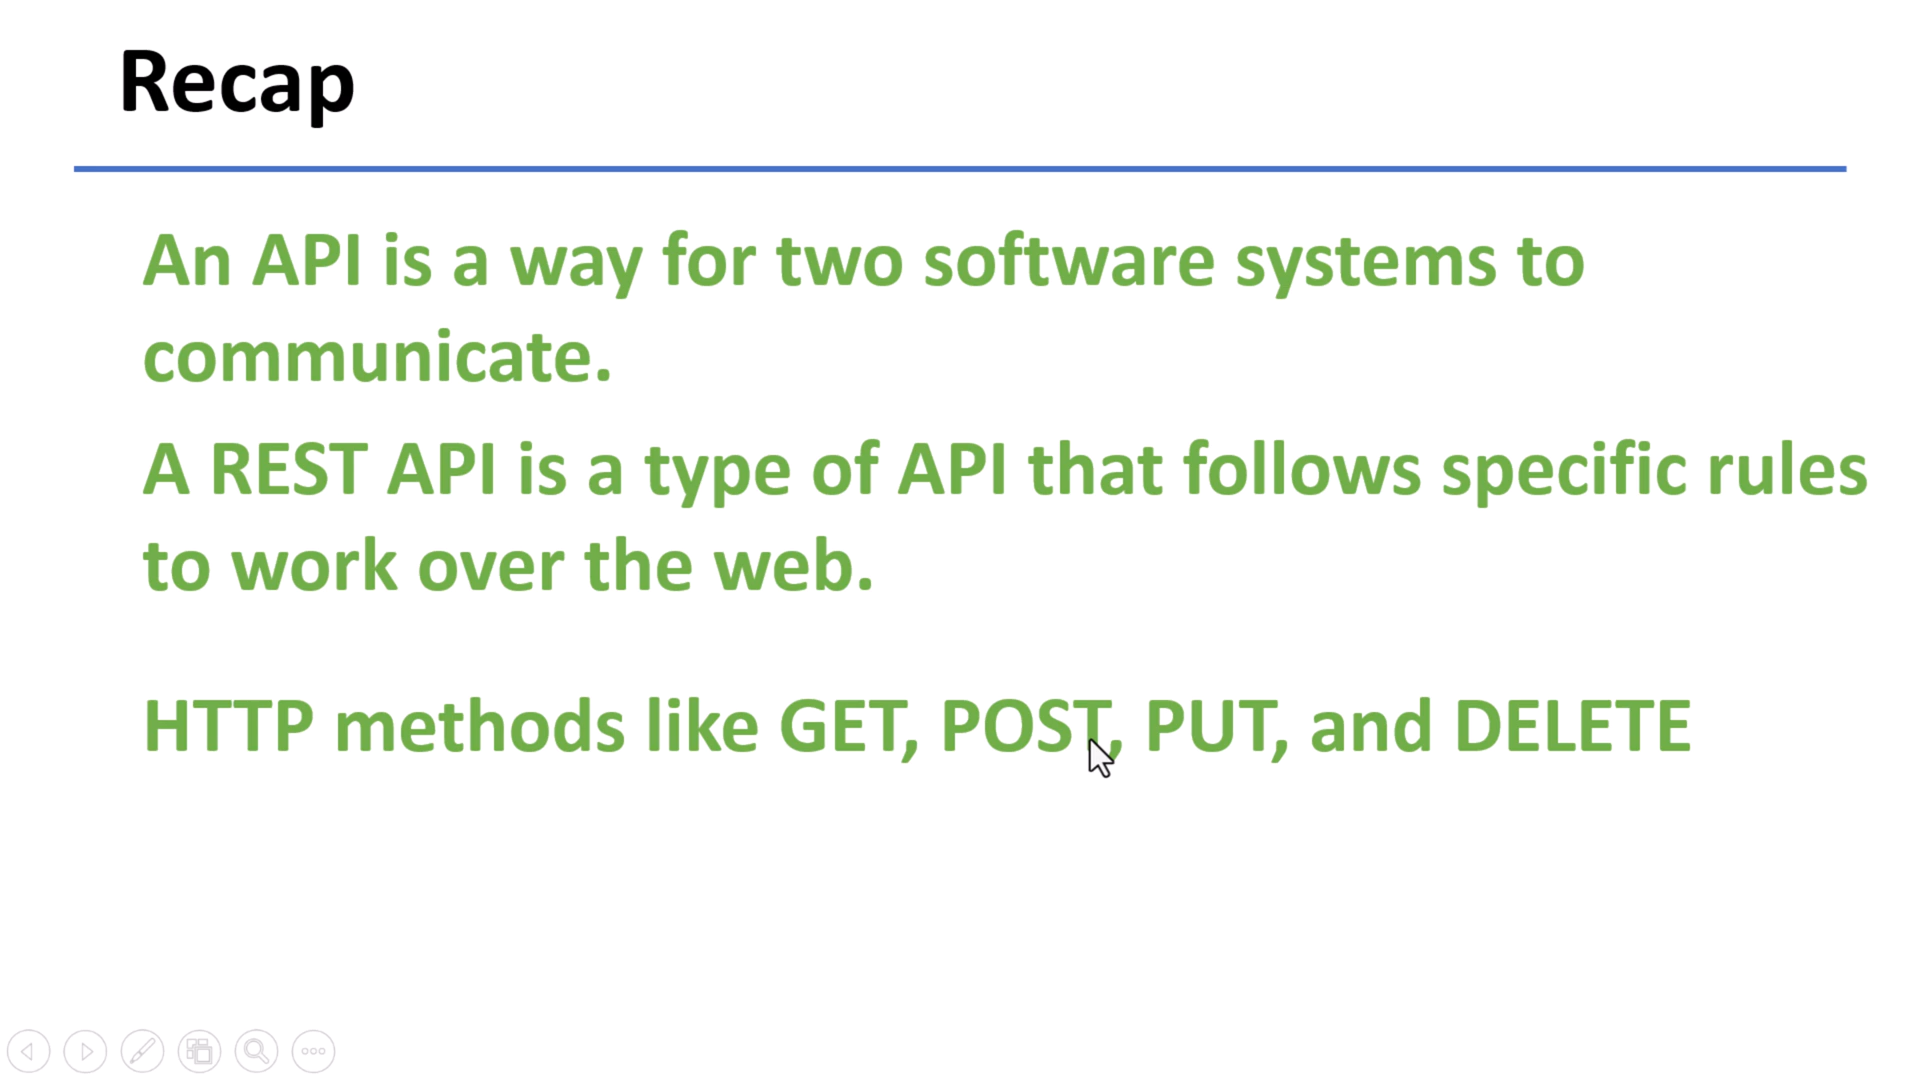 Recap
An API is a way for two software systems to
communicate.
A REST API is a type of API that follows specific rules
to work over the web.
HTTP methods like GET, POST, PUT, and DELETE